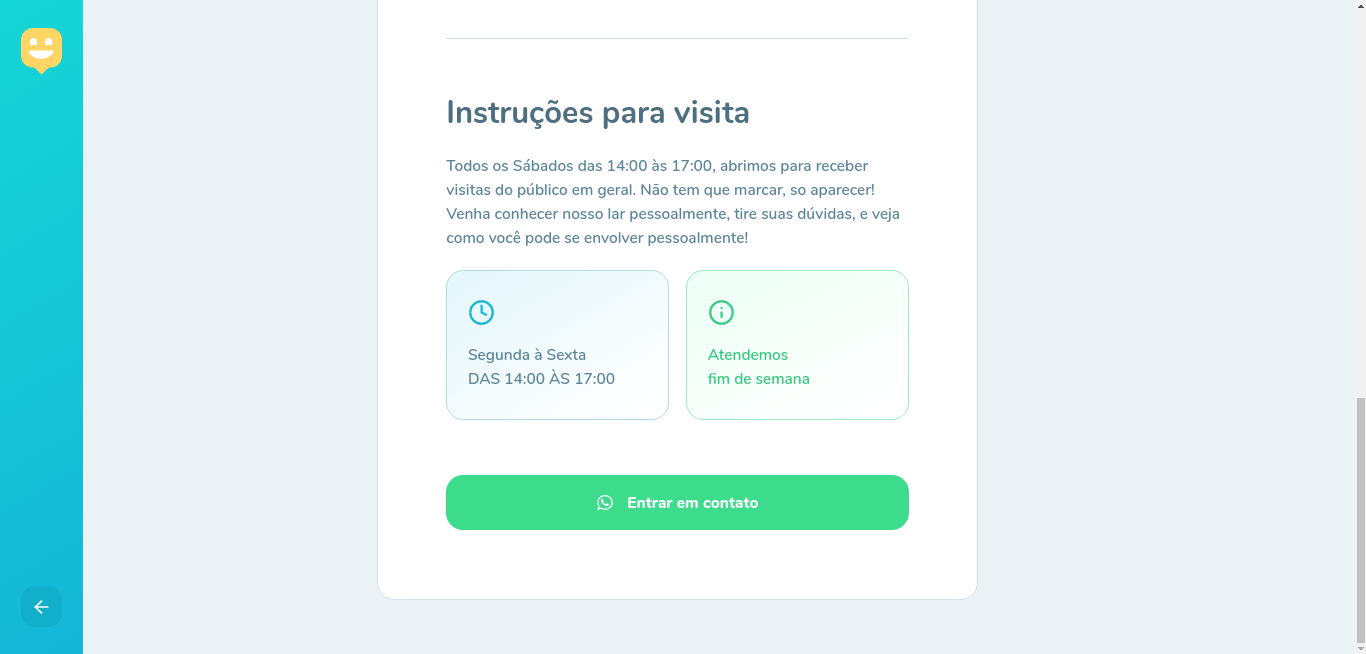 Instruções para visita
Todos os Sábados das 14:00 às 17:00, abrimos para receber
visitas do público em geral. Não tem que marcar, so aparecer!
Venha conhecer nosso lar pessoalmente, tire suas dúvidas, e veja
como você pode se envolver pessoalmente!
Segunda à Sexta
DAS 14:00 ÀS 17:00
Atendemos
fim de semana
Entrar em contato